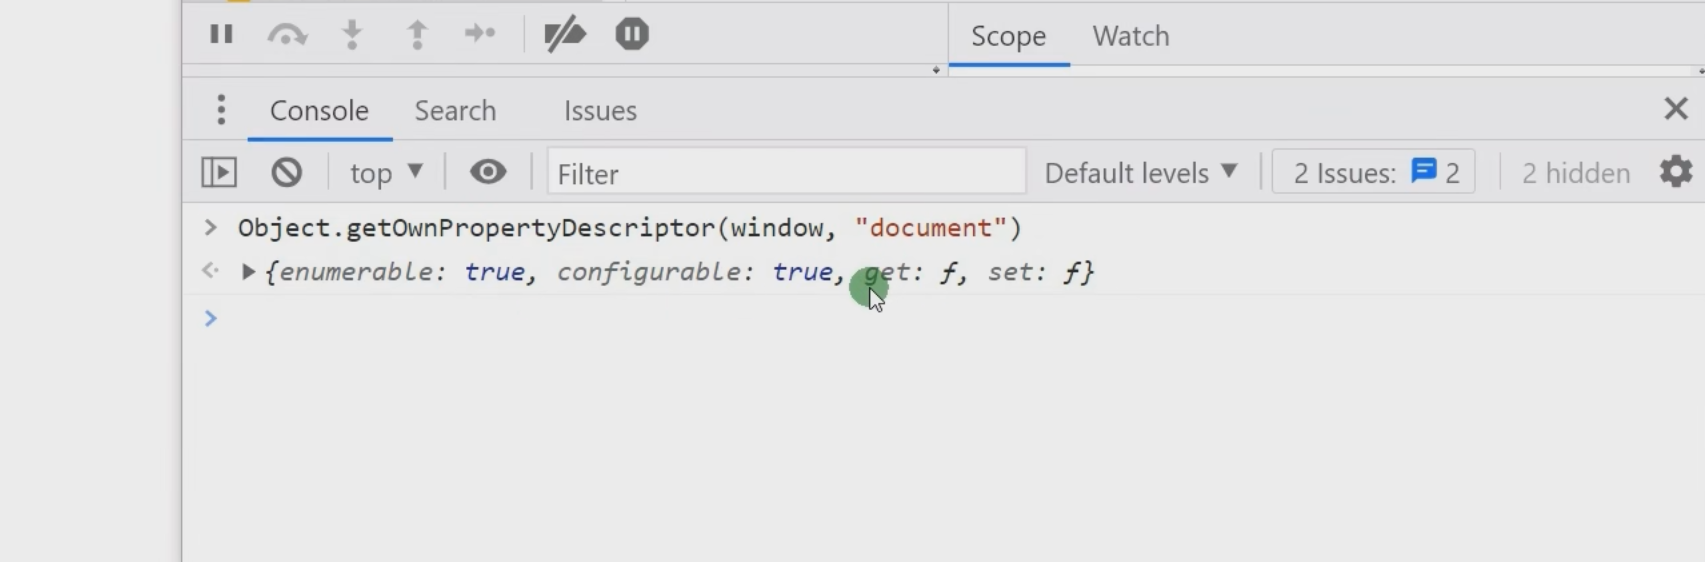 Scope Watch
Console Search Issues
top Filter Default levels 2 Issues: 2 2 hidden
Object.getOwnPropertyDescriptor(window, "document")
{enumerable: true, configurable: true, get: ƒ, set: ƒ}